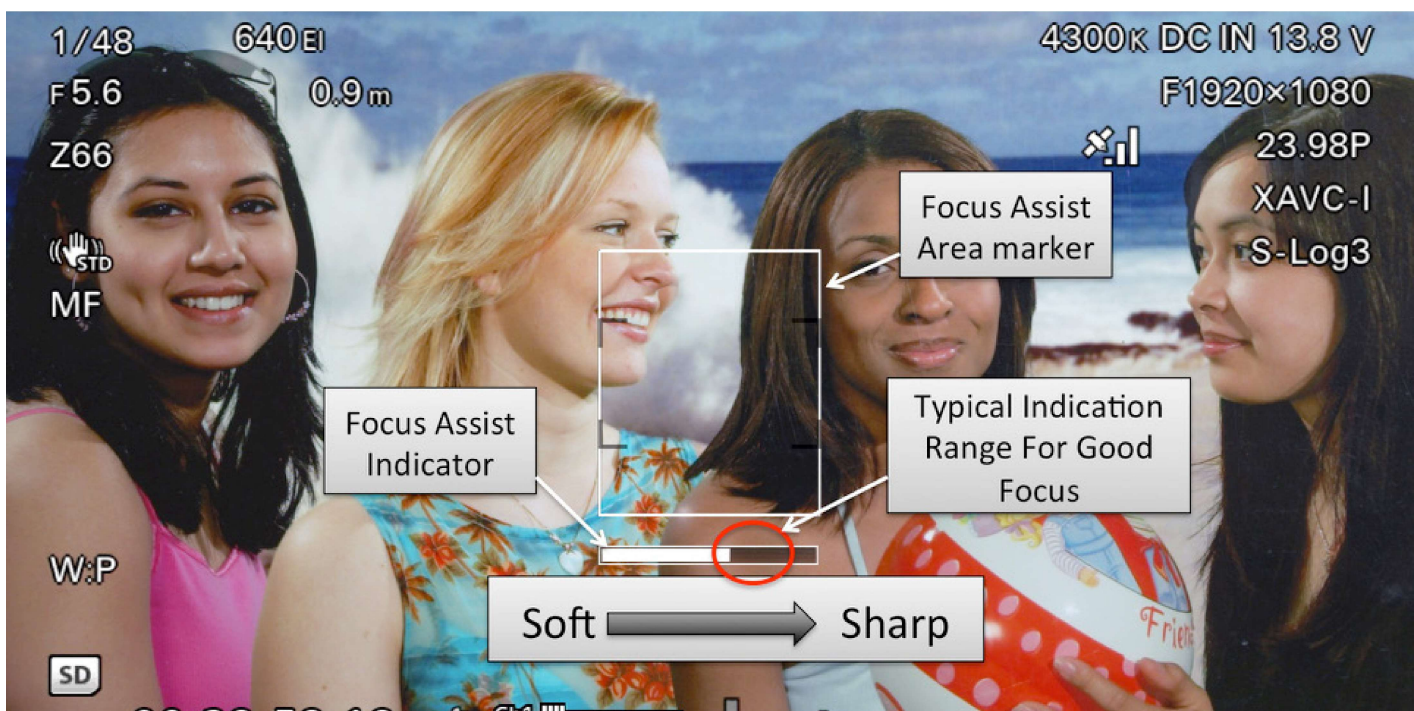 1/48 640EI 4300K DC IN 13.8 V
F5.6 0.9m F1920×1080
Z66 23.98P
XAVC-I
S-Log3
STD
MF
Focus Assist
Area marker
Focus Assist
Indicator
Typical Indication
Range For Good
Focus
W:P
Soft Sharp
SD